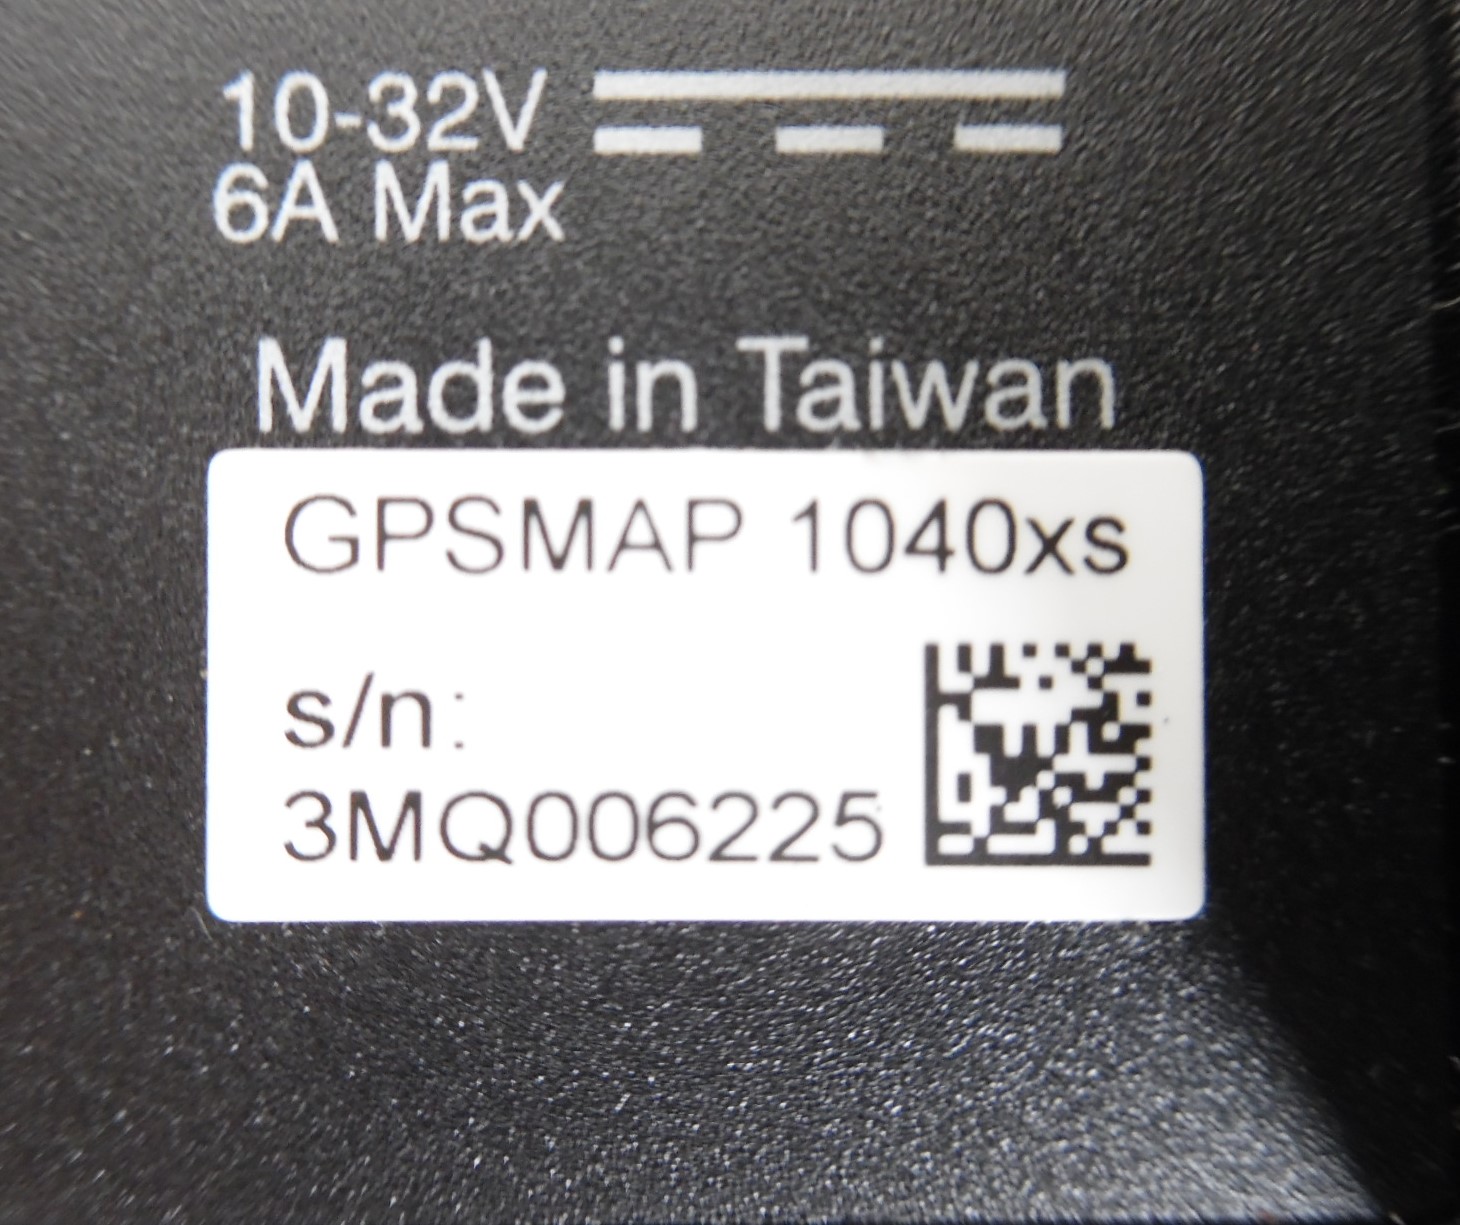 10-32V
6A Max
Made in Taiwan
GPSMAP 1040xs
s/n:
3MQ006225